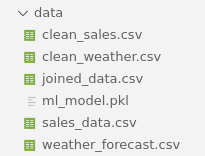 data
clean_sales.csv
clean_weather.csv
joined_data.csv
ml_model.pkl
sales_data.csv
weather_forecast.csv